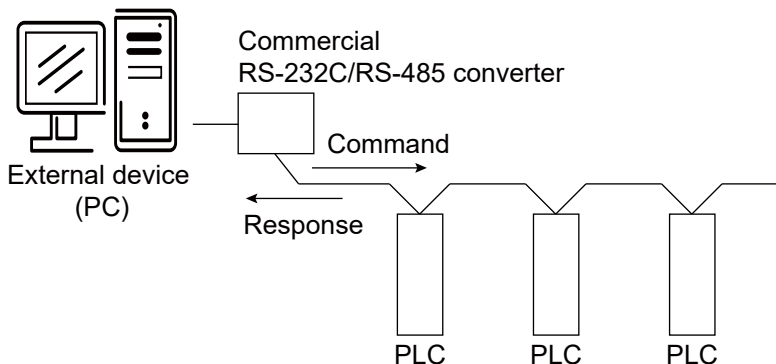 Commercial
RS-232C/RS-485 converter
Command
External device
(PC)
Response
PLC
PLC
PLC